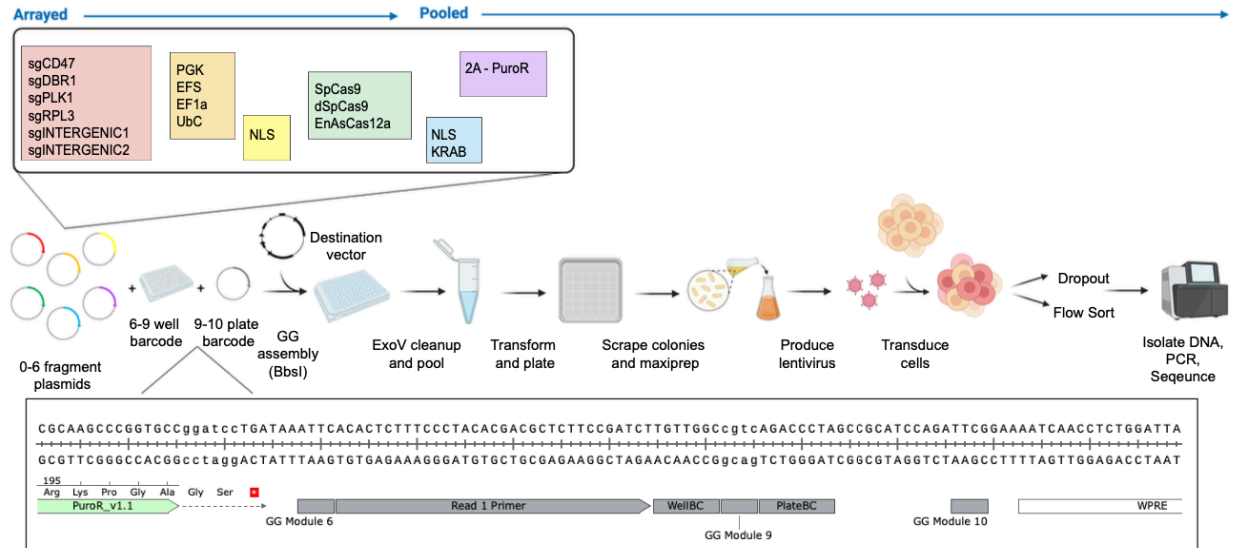 Arrayed
Pooled
sgCD47
sgDBR1
sgPLK1
sgRPL3
sgINTERGENIC1
sgINTERGENIC2
PGK
EFS
EF1a
UbC
NLS
SpCas9
dSpCas9
EnAsCas12a
NLS
KRAB
2A - PuroR
0-6 fragment
plasmids
+
6-9 well
barcode
+
9-10 plate
barcode
Destination
vector
GG
assembly
(BbsI)
ExoV cleanup
and pool
Transform
and plate
Scrape colonies
and maxiprep
Produce
lentivirus
Transduce
cells
Dropout
Flow Sort
Isolate DNA,
PCR,
Seqeunce
CGCAAGCCCGGTGCCggatccTGATAAATTCACACTCTTTCCCTACACGACGCTCTTCCGATCTTGTTGGCcgtcAGACCCTAGCCGCATCCAGATTCGGAAAATCAACCTCTGGATTA
GCGTTCGGGCCACGGcctaggACTATTTAAGTGTGAGAAAGGGATGTGCTGCGAGAAGGCTAGAACAACCGgcagTCTGGGATCGGCGTAGGTCTAAGCCTTTTAGTTGGAGACCTAAT
195
Arg Lys Pro Gly Ala Gly Ser
PuroR_v1.1
GG Module 6
Read 1 Primer
WellBC
GG Module 9
PlateBC
GG Module 10
WPRE